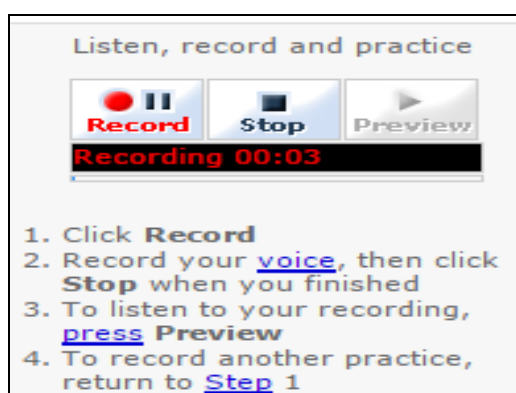 Listen, record and practice
Record Stop Preview
Recording 00:03
1. Click Record
2. Record your voice, then click
Stop when you finished
3. To listen to your recording,
press Preview
4. To record another practice,
return to Step 1